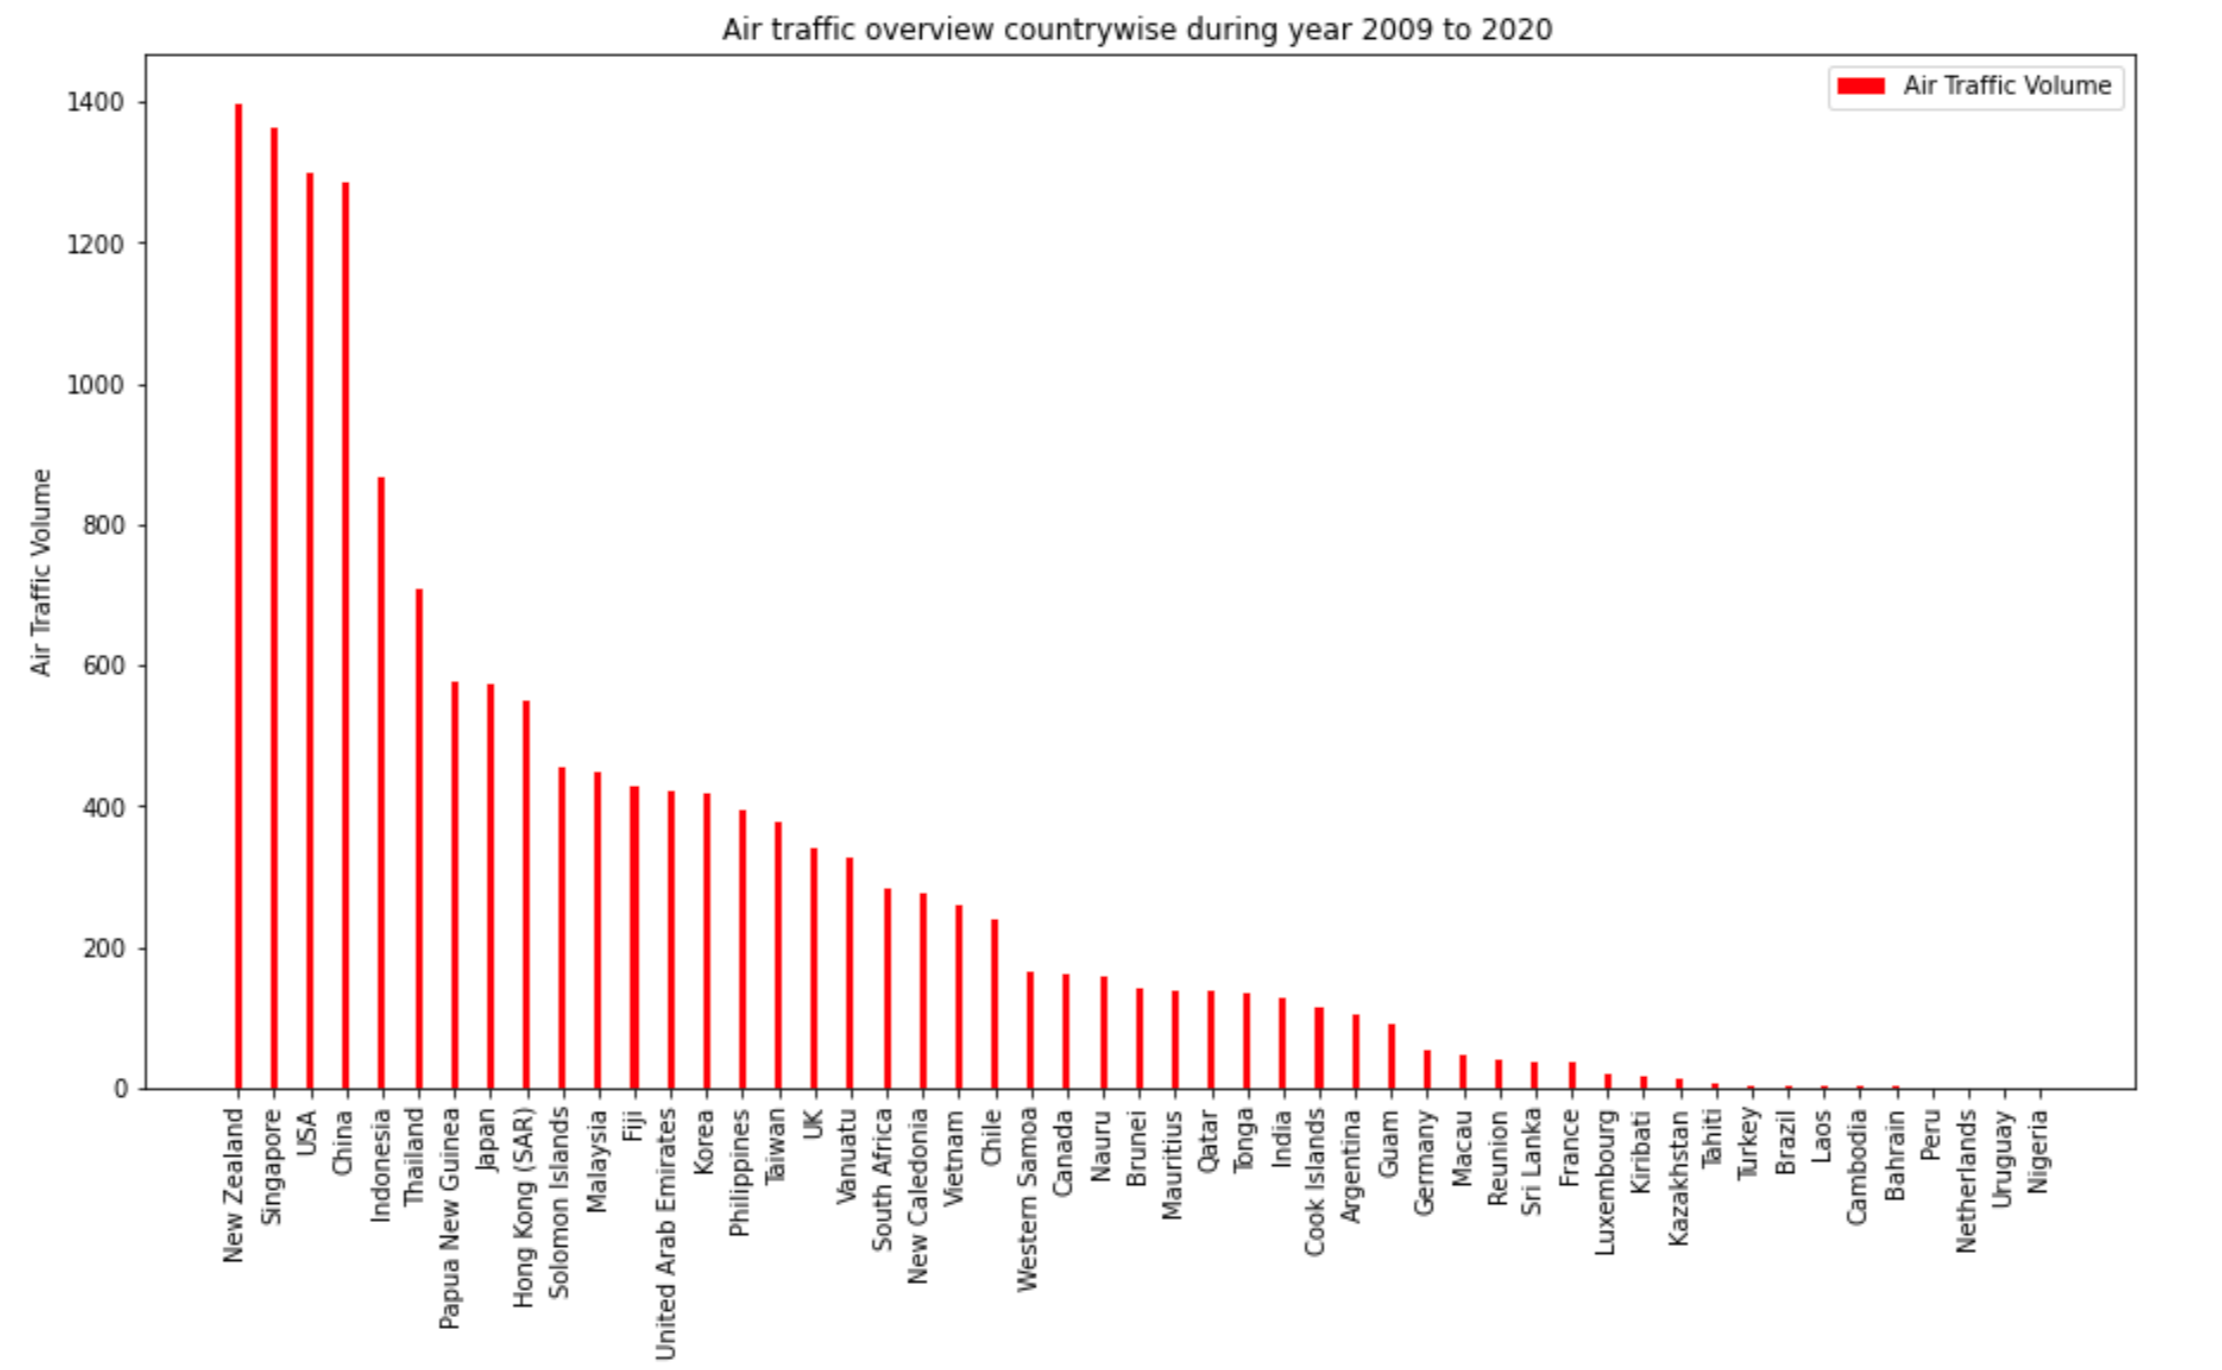 Air traffic overview countrywise during year 2009 to 2020
Air Traffic Volume
1400
1200
1000
800
600
400
200
0
Air Traffic Volume
New Zealand
Singapore
USA
China
Indonesia
Thailand
Papua New Guinea
Japan
Hong Kong (SAR)
Solomon Islands
Malaysia
Fiji
United Arab Emirates
Korea
Philippines
Taiwan
UK
Vanuatu
South Africa
New Caledonia
Vietnam
Chile
Western Samoa
Canada
Nauru
Brunei
Mauritius
Qatar
Tonga
India
Cook Islands
Argentina
Guam
Germany
Macau
Reunion
Sri Lanka
France
Luxembourg
Kiribati
Kazakhstan
Tahiti
Turkey
Brazil
Laos
Cambodia
Bahrain
Peru
Netherlands
Uruguay
Nigeria